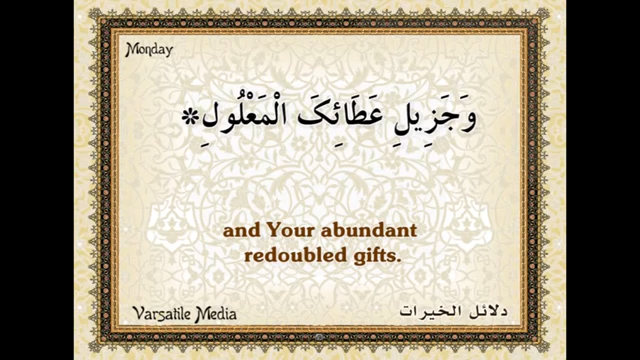 Monday
وَجَزِيلِ عَطَائِكَ الْمَعْلُولِ*
and Your abundant
redoubled gifts.
Varsatile Media
دلائل الخيرات